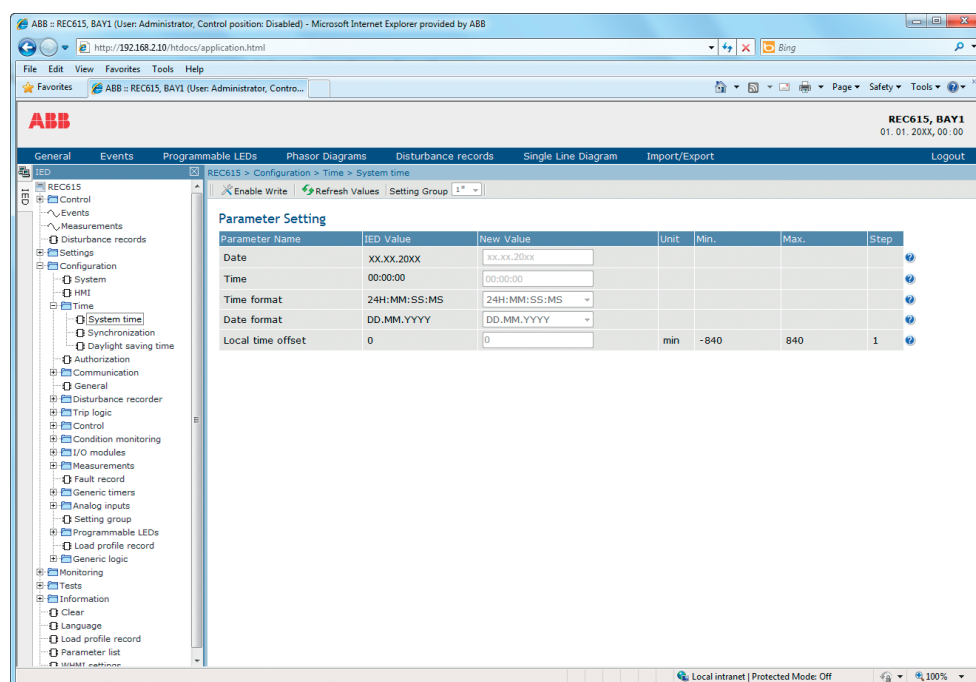 ABB :: REC615, BAY1 (User: Administrator, Control position: Disabled) - Microsoft Internet Explorer provided by ABB
http://192.168.2.10/htdocs/application.html
Bing
File Edit View Favorites Tools Help
Favorites
ABB :: REC615, BAY1 (User: Administrator, Contro...
Page Safety Tools
ABB
REC615, BAY1
01. 01. 20XX, 00:00
General Events Programmable LEDs Phasor Diagrams Disturbance records Single Line Diagram Import/Export Logout
IED
IED
REC615 > Configuration > Time > System time
Enable Write Refresh Values Setting Group 1*
REC615
Control
Events
Measurements
Disturbance records
Settings
Configuration
System
HMI
Time
System time
Synchronization
Daylight saving time
Authorization
Communication
General
Disturbance recorder
Trip logic
Control
Condition monitoring
I/O modules
Measurements
Fault record
Generic timers
Analog inputs
Setting group
Programmable LEDs
Load profile record
Generic logic
Monitoring
Tests
Information
Clear
Language
Load profile record
Parameter list
WHMI settings
Parameter Setting
Parameter Name IED Value New Value Unit Min. Max. Step
Date XX.XX.20XX xx.xx.20xx
Time 00:00:00 00:00:00
Time format 24H:MM:SS:MS 24H:MM:SS:MS
Date format DD.MM.YYYY DD.MM.YYYY
Local time offset 0 0 min -840 840 1
Local intranet | Protected Mode: Off
100%